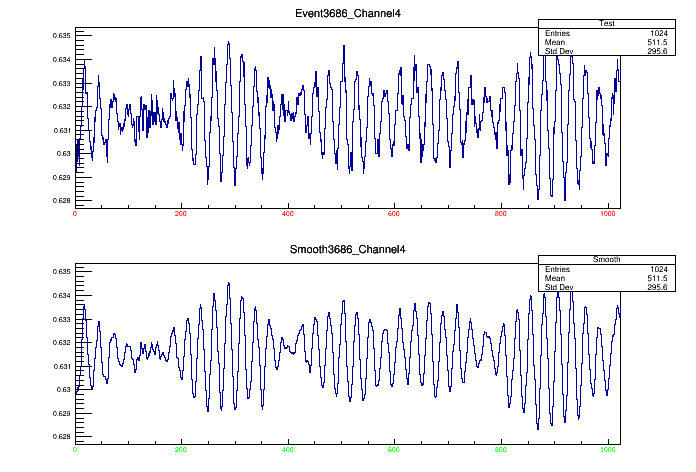 Event3686_Channel4
Test
Entries 1024
Mean 511.5
Std Dev 295.6
0.635
0.634
0.633
0.632
0.631
0.63
0.629
0.628
0 200 400 600 800 1000
Smooth3686_Channel4
Smooth
Entries 1024
Mean 511.5
Std Dev 295.6
0.635
0.634
0.633
0.632
0.631
0.63
0.629
0.628
0 200 400 600 800 1000